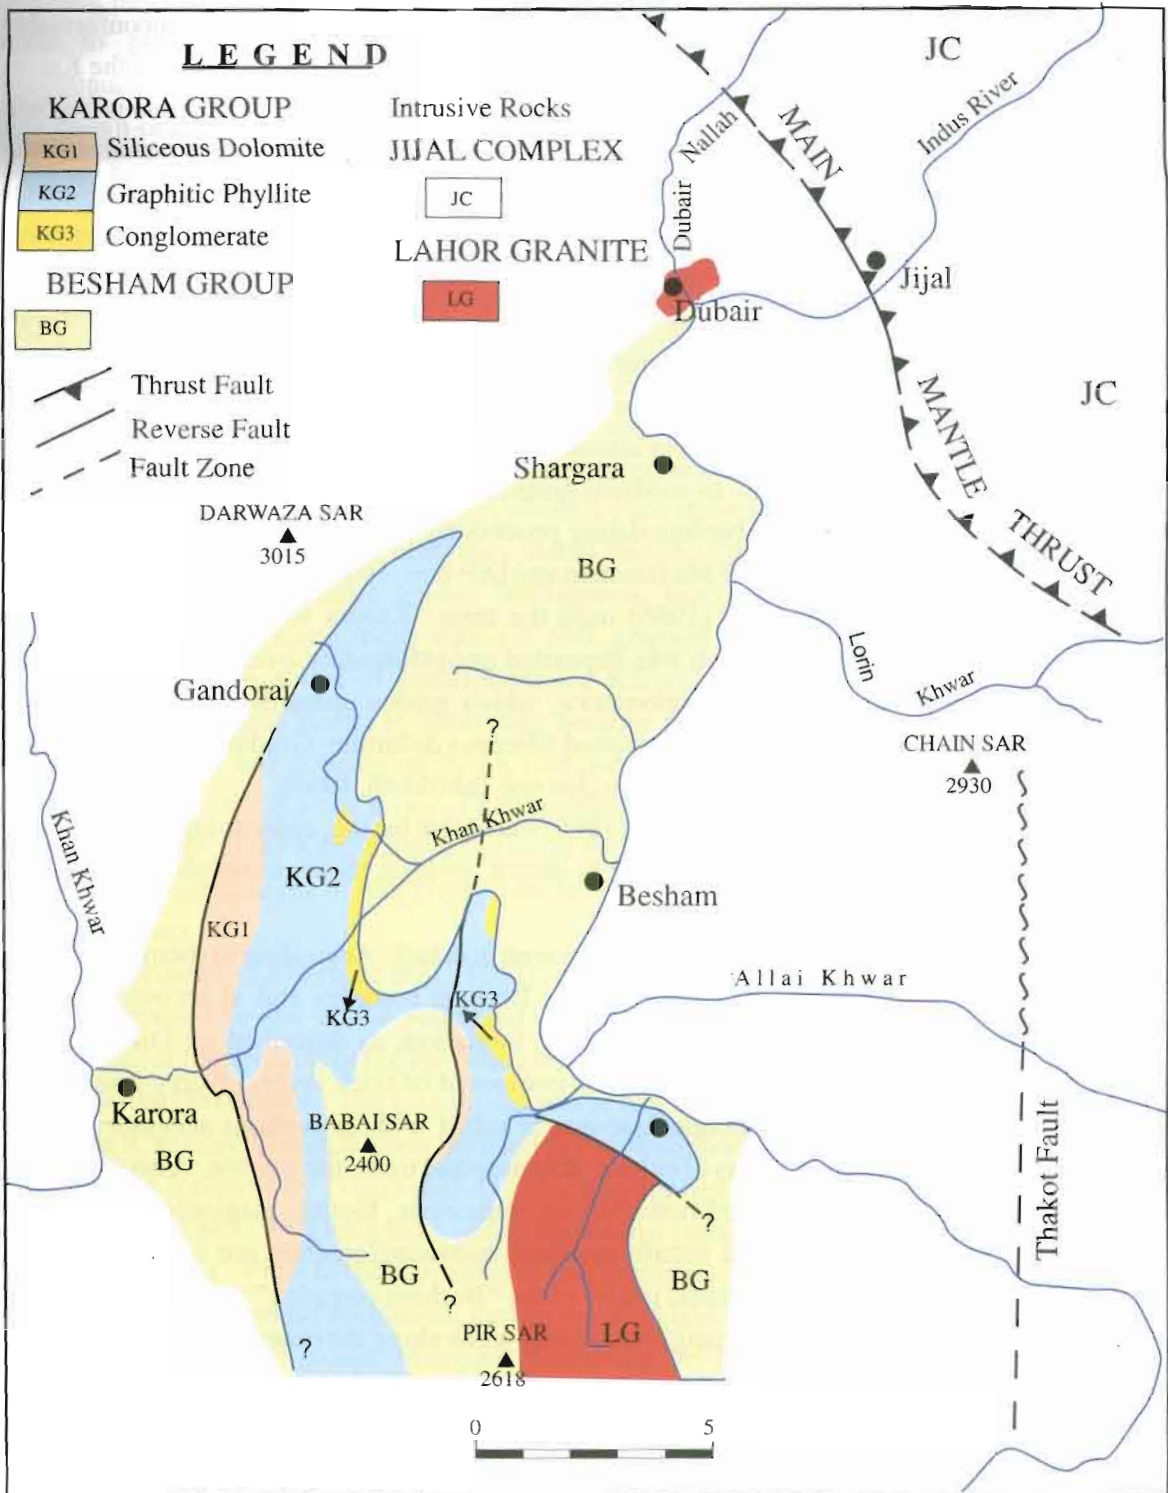 LEGEND
KARORA GROUP
KG1 Siliceous Dolomite
KG2 Graphitic Phyllite
KG3 Conglomerate
BESHAM GROUP
BG
Thrust Fault
Reverse Fault
Fault Zone
Intrusive Rocks
JIJAL COMPLEX
JC
LAHOR GRANITE
LG
JC
Indus River
MAIN
MANTLE
THRUST
Dubair
Nallah
Jijal
Dubair
JC
Shargara
DARWAZA SAR
3015
BG
Lorin
Khwar
Gandorai
?
CHAIN SAR
2930
Khan Khwar
Khan Khwar
KG2
Besham
KG1
Allai Khwar
KG3
KG3
Karora
BG
BABAI SAR
2400
Thakot Fault
?
BG
BG
?
PIR SAR
2618
LG
?
0 5